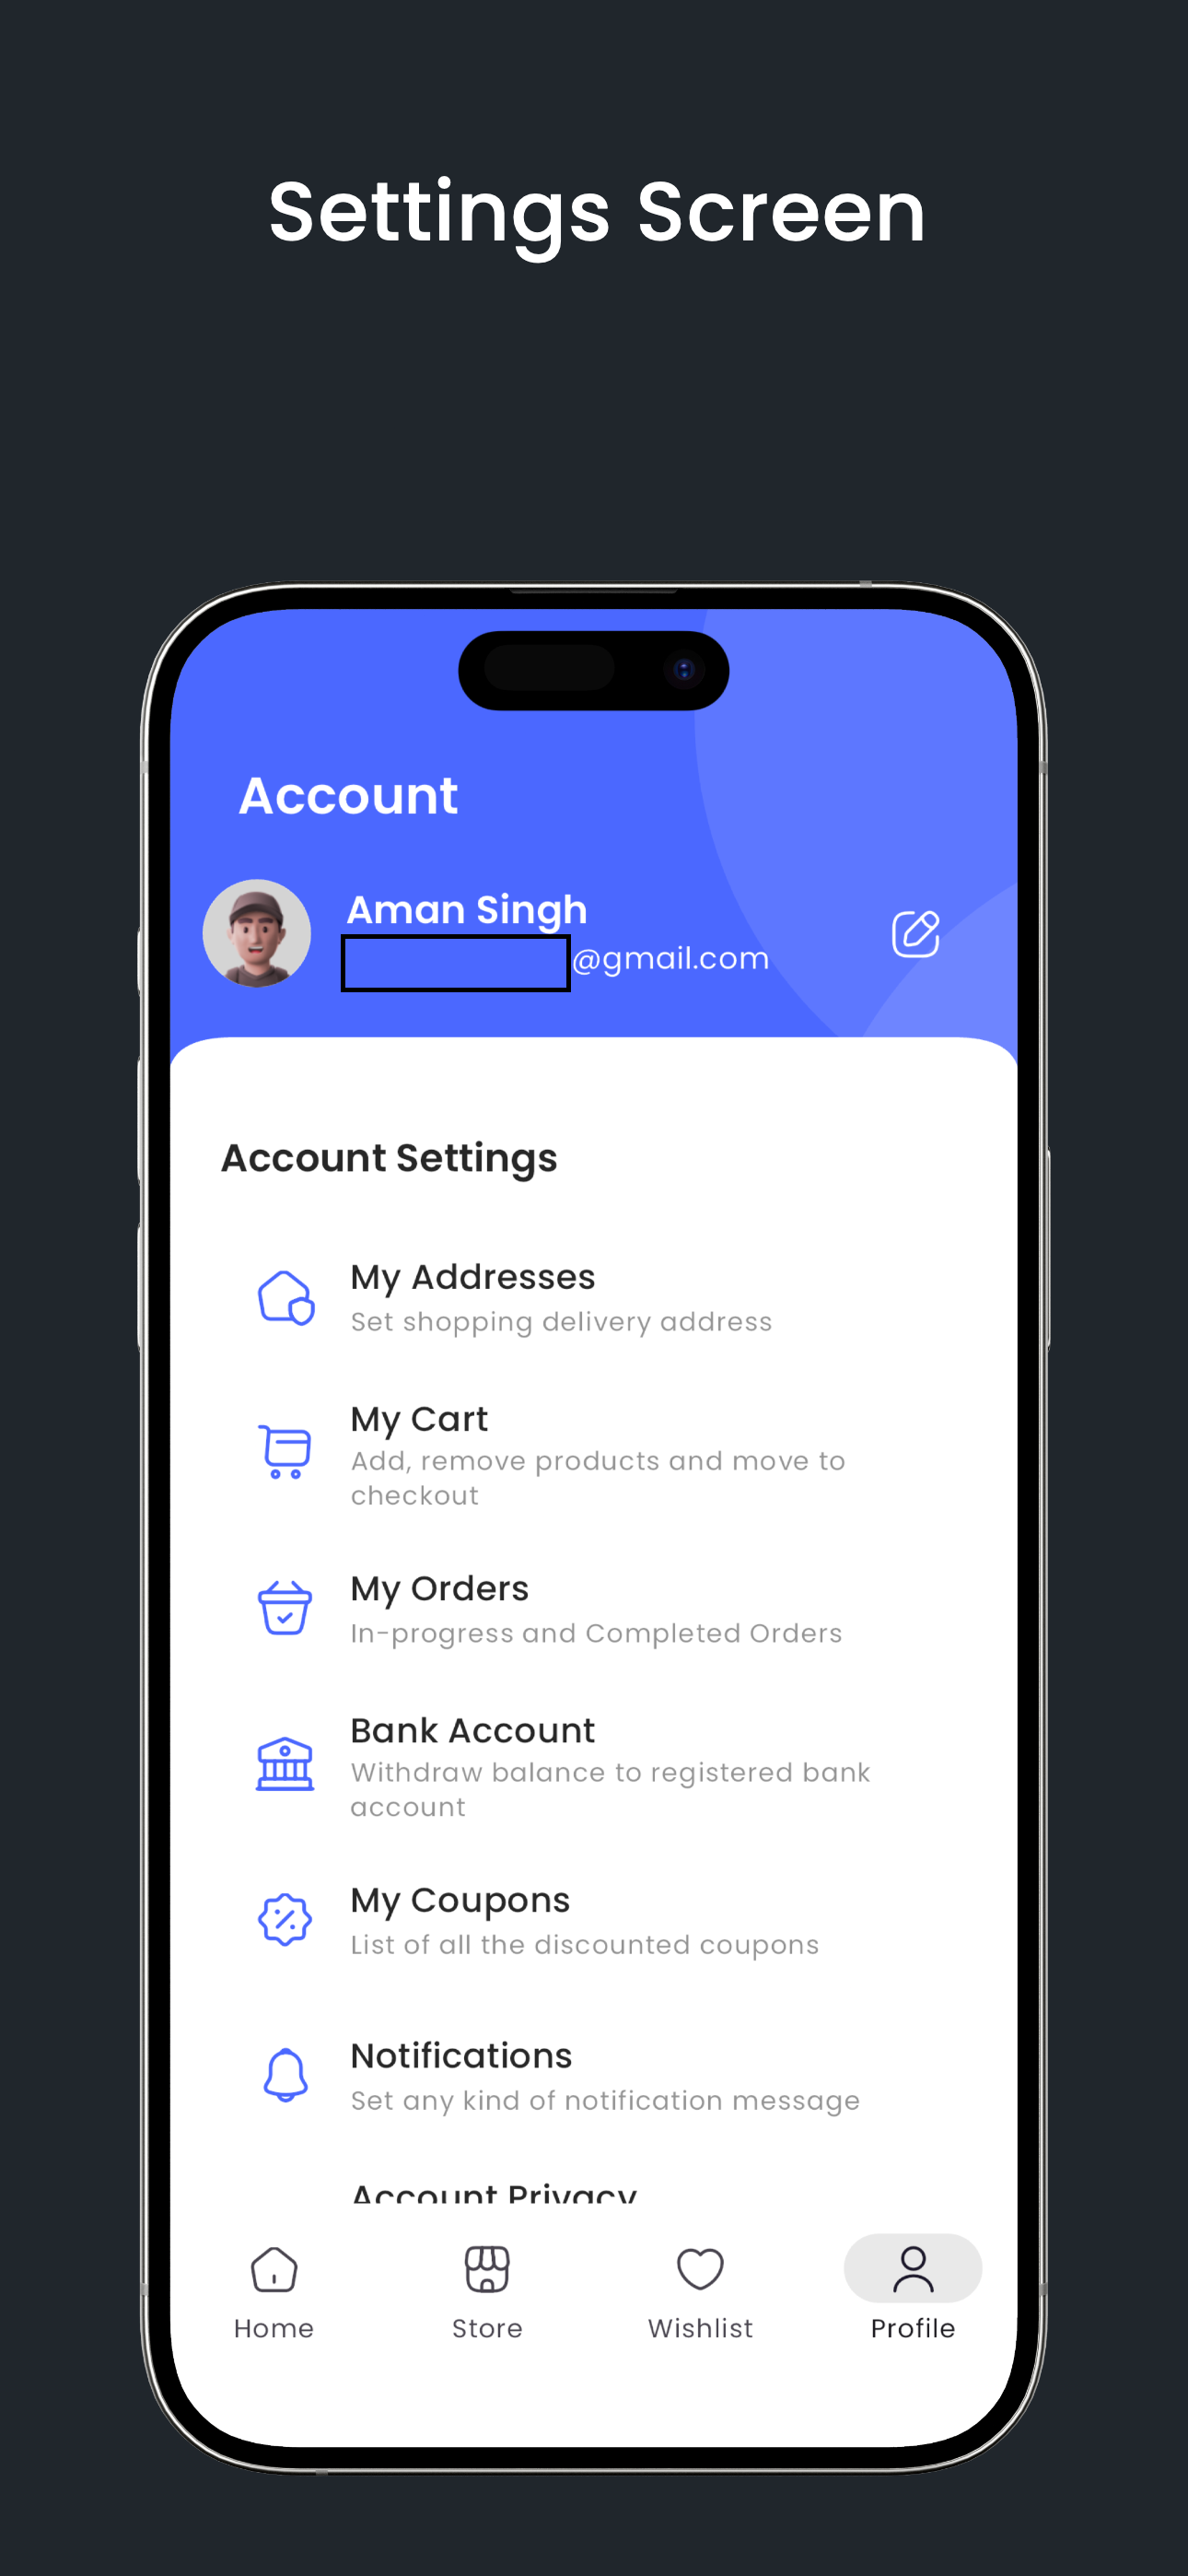 Settings Screen
Account
Aman Singh
@gmail.com
Account Settings
My Addresses
Set shopping delivery address
My Cart
Add, remove products and move to
checkout
My Orders
In-progress and Completed Orders
Bank Account
Withdraw balance to registered bank
account
My Coupons
List of all the discounted coupons
Notifications
Set any kind of notification message
Account Privacy
Home
Store
Wishlist
Profile